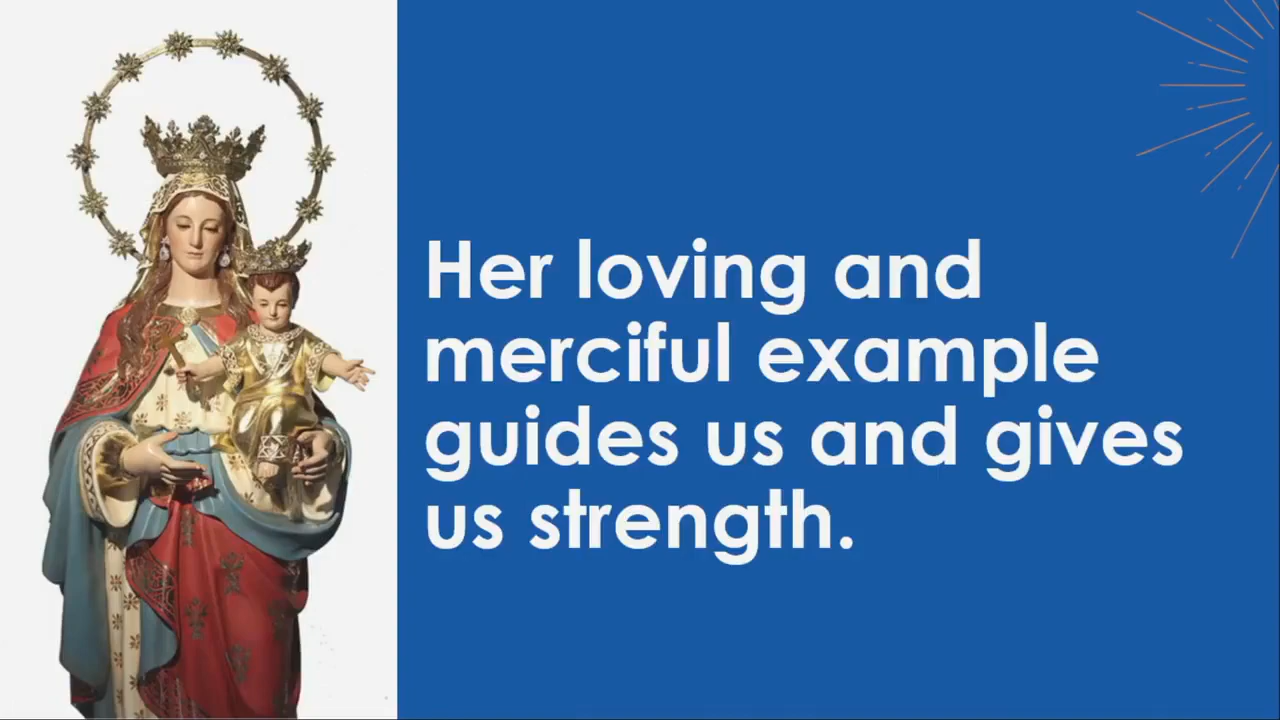 Her loving and
merciful example
guides us and gives
us strength.